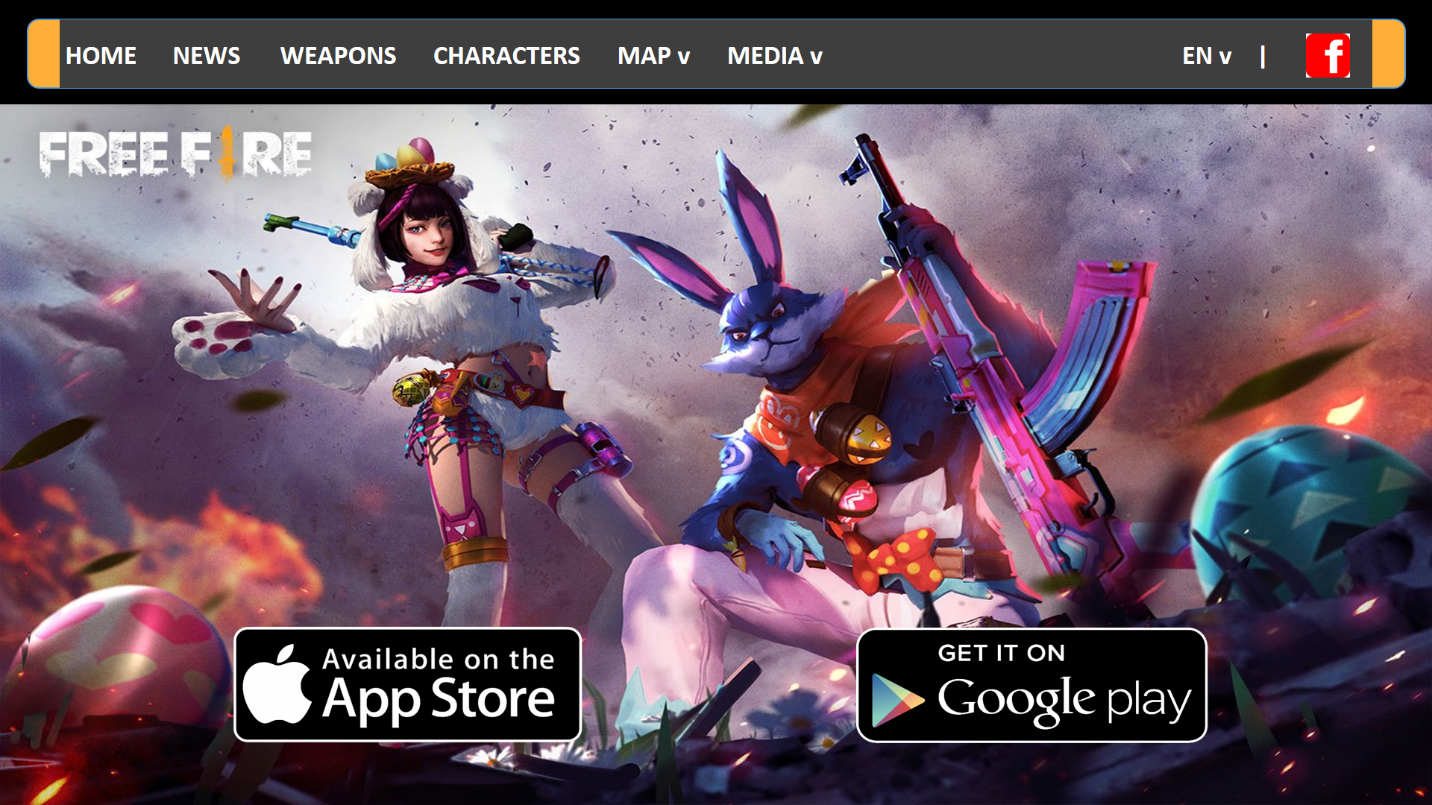 HOME NEWS WEAPONS CHARACTERS MAP v MEDIA v EN v | f
FREE FIRE
Available on the
App Store
GET IT ON
Google play